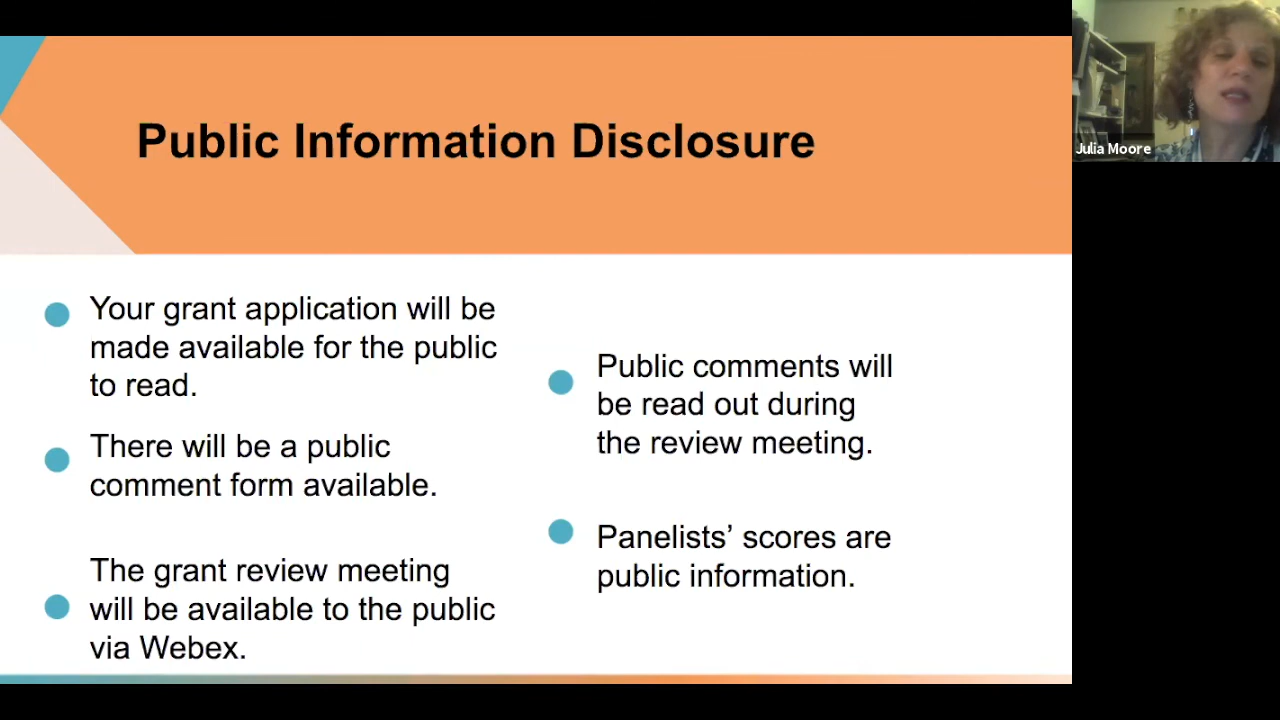 Public Information Disclosure
Your grant application will be
made available for the public
to read.
There will be a public
comment form available.
The grant review meeting
will be available to the public
via Webex.
Public comments will
be read out during
the review meeting.
Panelists’ scores are
public information.
Julia Moore